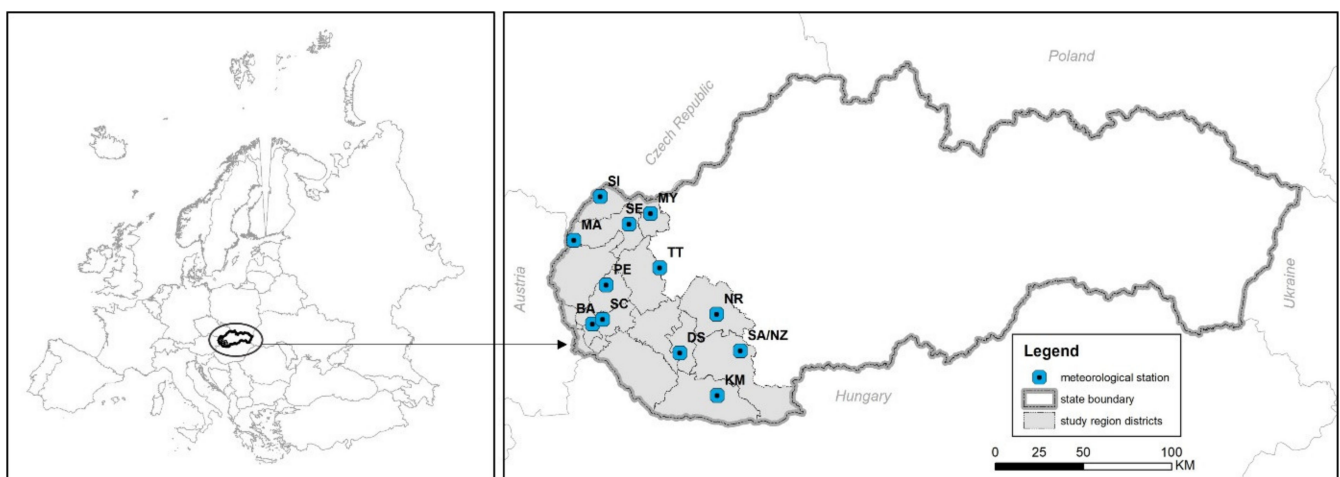 Poland
Czech Republic
SI
MY
SE
MA
TT
PE
Austria
Ukraine
NR
BA
SC
SA/NZ
DS
KM
Hungary
Legend
meteorological station
state boundary
study region districts
0 25 50 100
KM